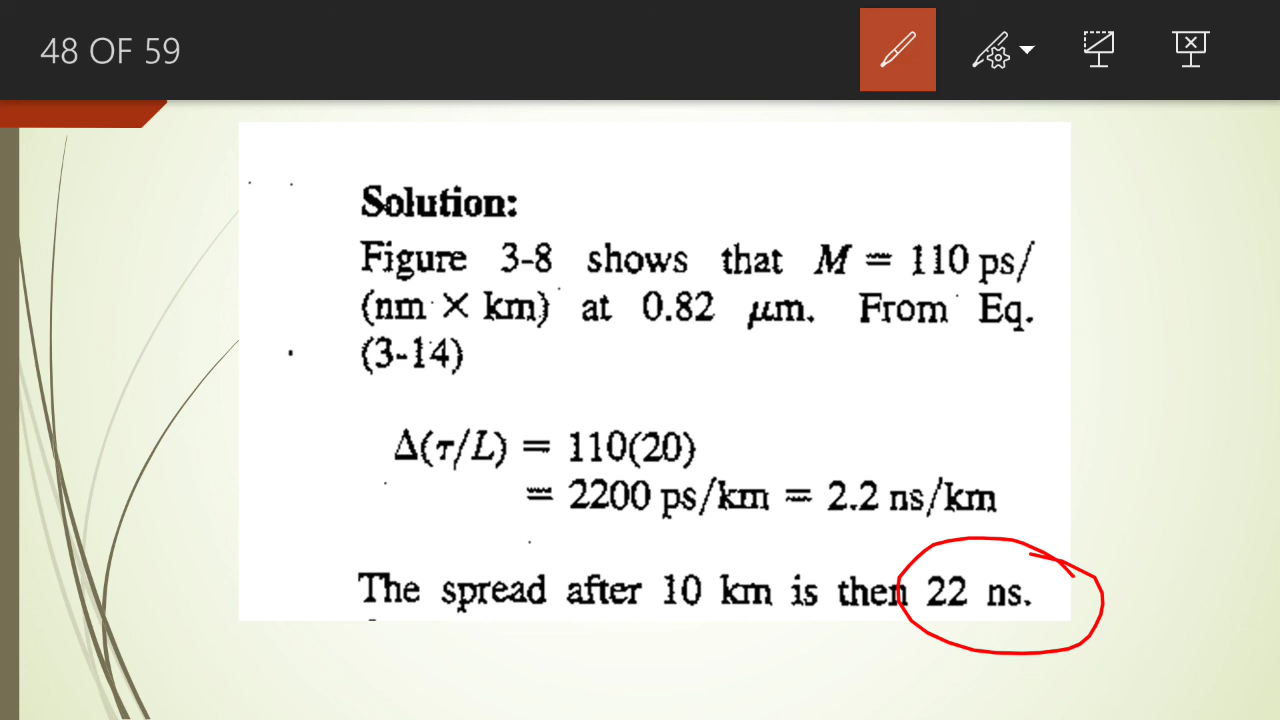 48 OF 59
Solution:
Figure 3-8 shows that M = 110 ps/
(nm × km) at 0.82 μm. From Eq.
(3-14)
Δ(τ/L) = 110(20)
= 2200 ps/km = 2.2 ns/km
The spread after 10 km is then 22 ns.